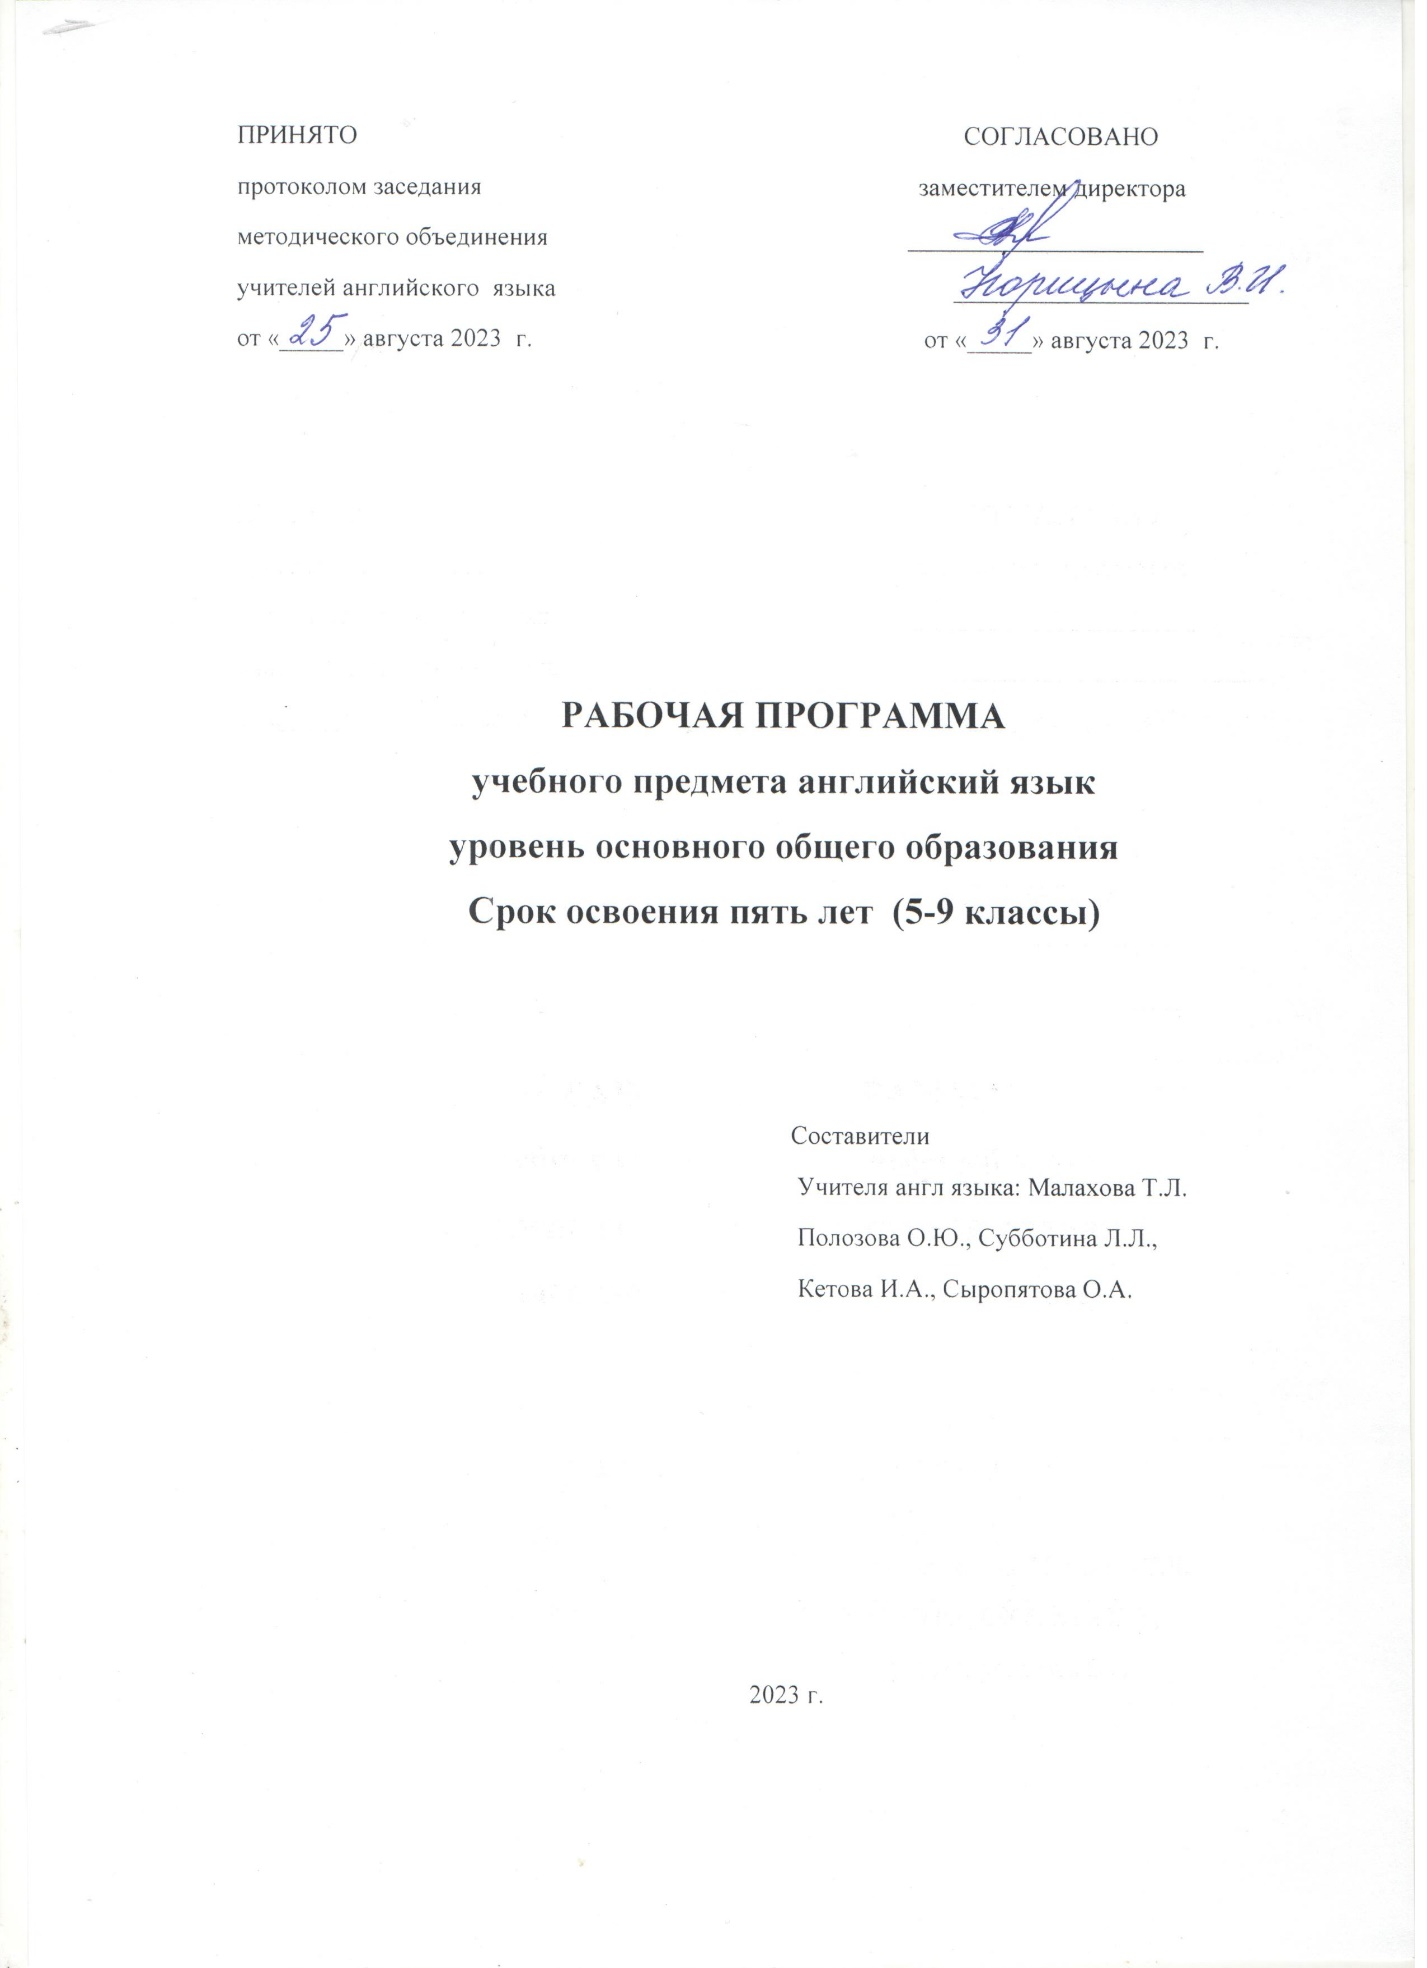 ПРИНЯТО
протоколом заседания
методического объединения
учителей английского языка
от «25» августа 2023 г.
СОГЛАСОВАНО
заместителем директора
Норицына В.И.
от «31» августа 2023 г.
РАБОЧАЯ ПРОГРАММА
учебного предмета английский язык
уровень основного общего образования
Срок освоения пять лет (5-9 классы)
Составители
Учителя англ языка: Малахова Т.Л.
Полозова О.Ю., Субботина Л.Л.,
Кетова И.А., Сыропятова О.А.
2023 г.